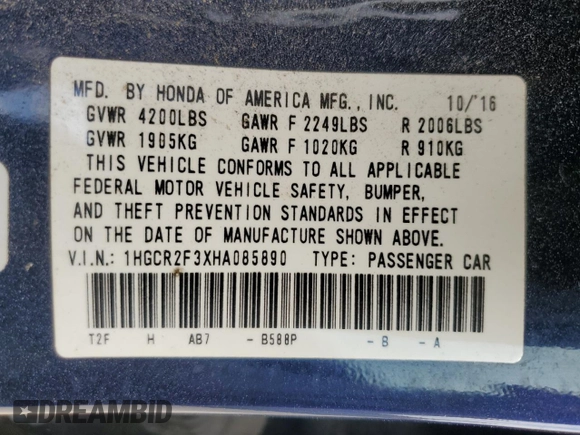 MFD. BY HONDA OF AMERICA MFG., INC. 10/'16
GVWR 4200LBS GAWR F 2249LBS R 2006LBS
GVWR 1905KG GAWR F 1020KG R 910KG
THIS VEHICLE CONFORMS TO ALL APPLICABLE
FEDERAL MOTOR VEHICLE SAFETY, BUMPER,
AND THEFT PREVENTION STANDARDS IN EFFECT
ON THE DATE OF MANUFACTURE SHOWN ABOVE.
V.I.N.: 1HGCR2F3XHA085890 TYPE: PASSENGER CAR
T2F H AB7 - B588P - B - A
DREAMBID